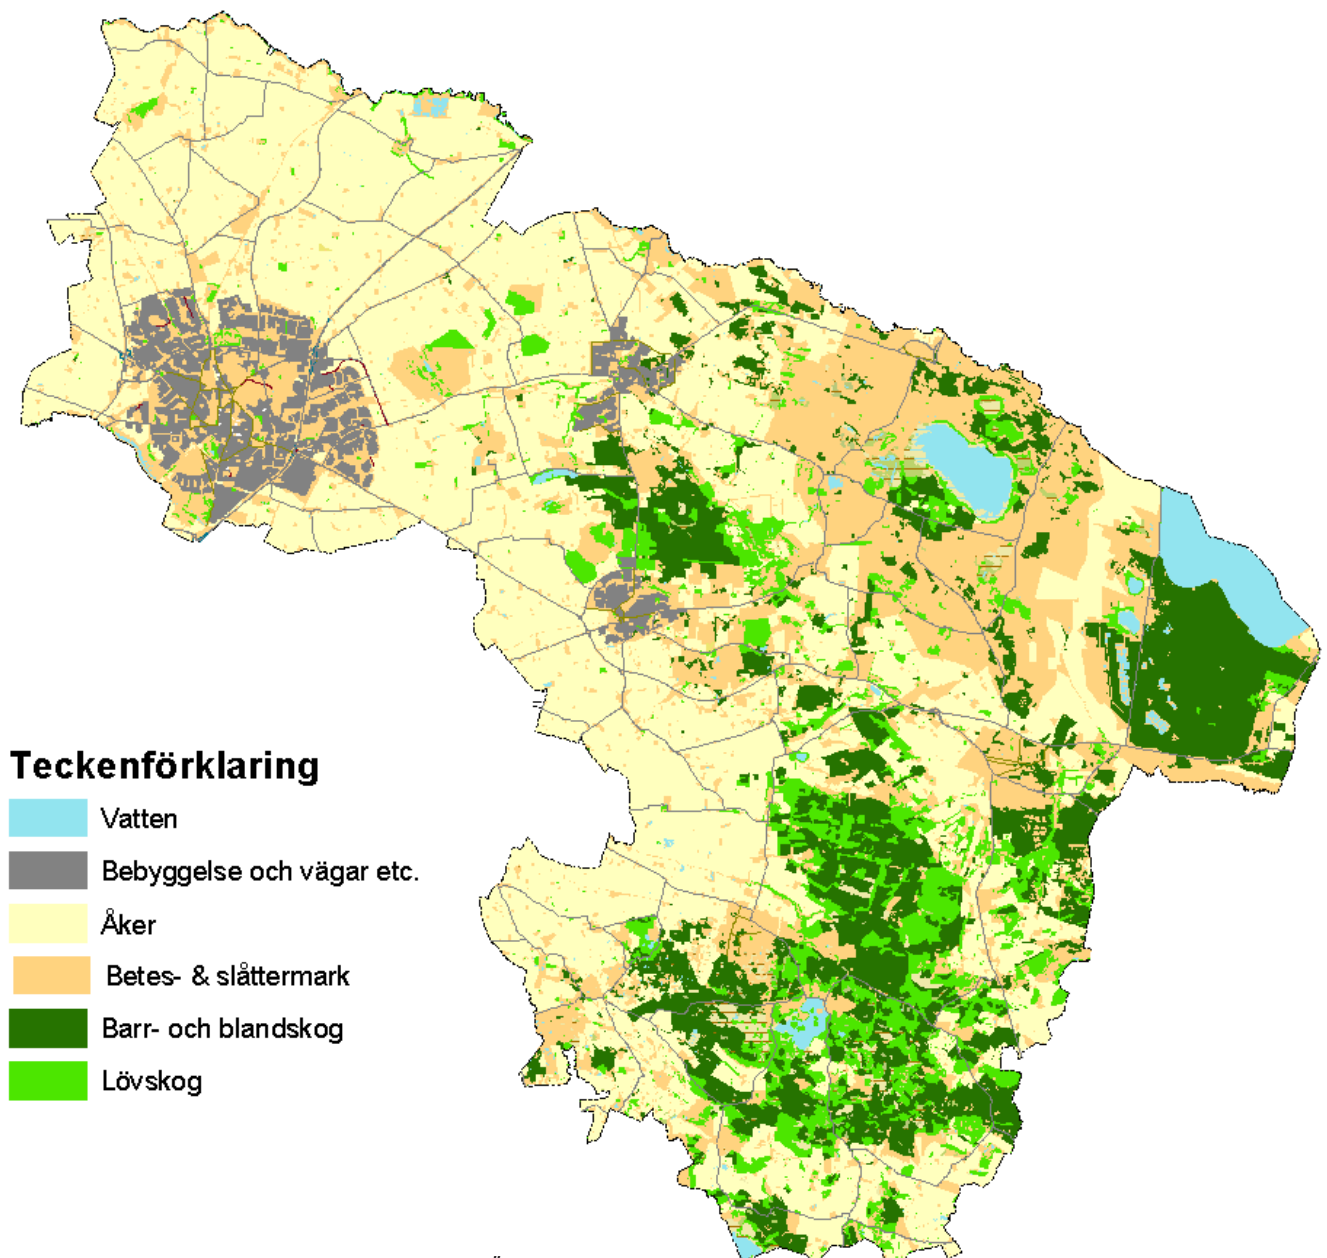 Teckenförklaring
Vatten
Bebyggelse och vägar etc.
Åker
Betes- & slåttermark
Barr- och blandskog
Lövskog